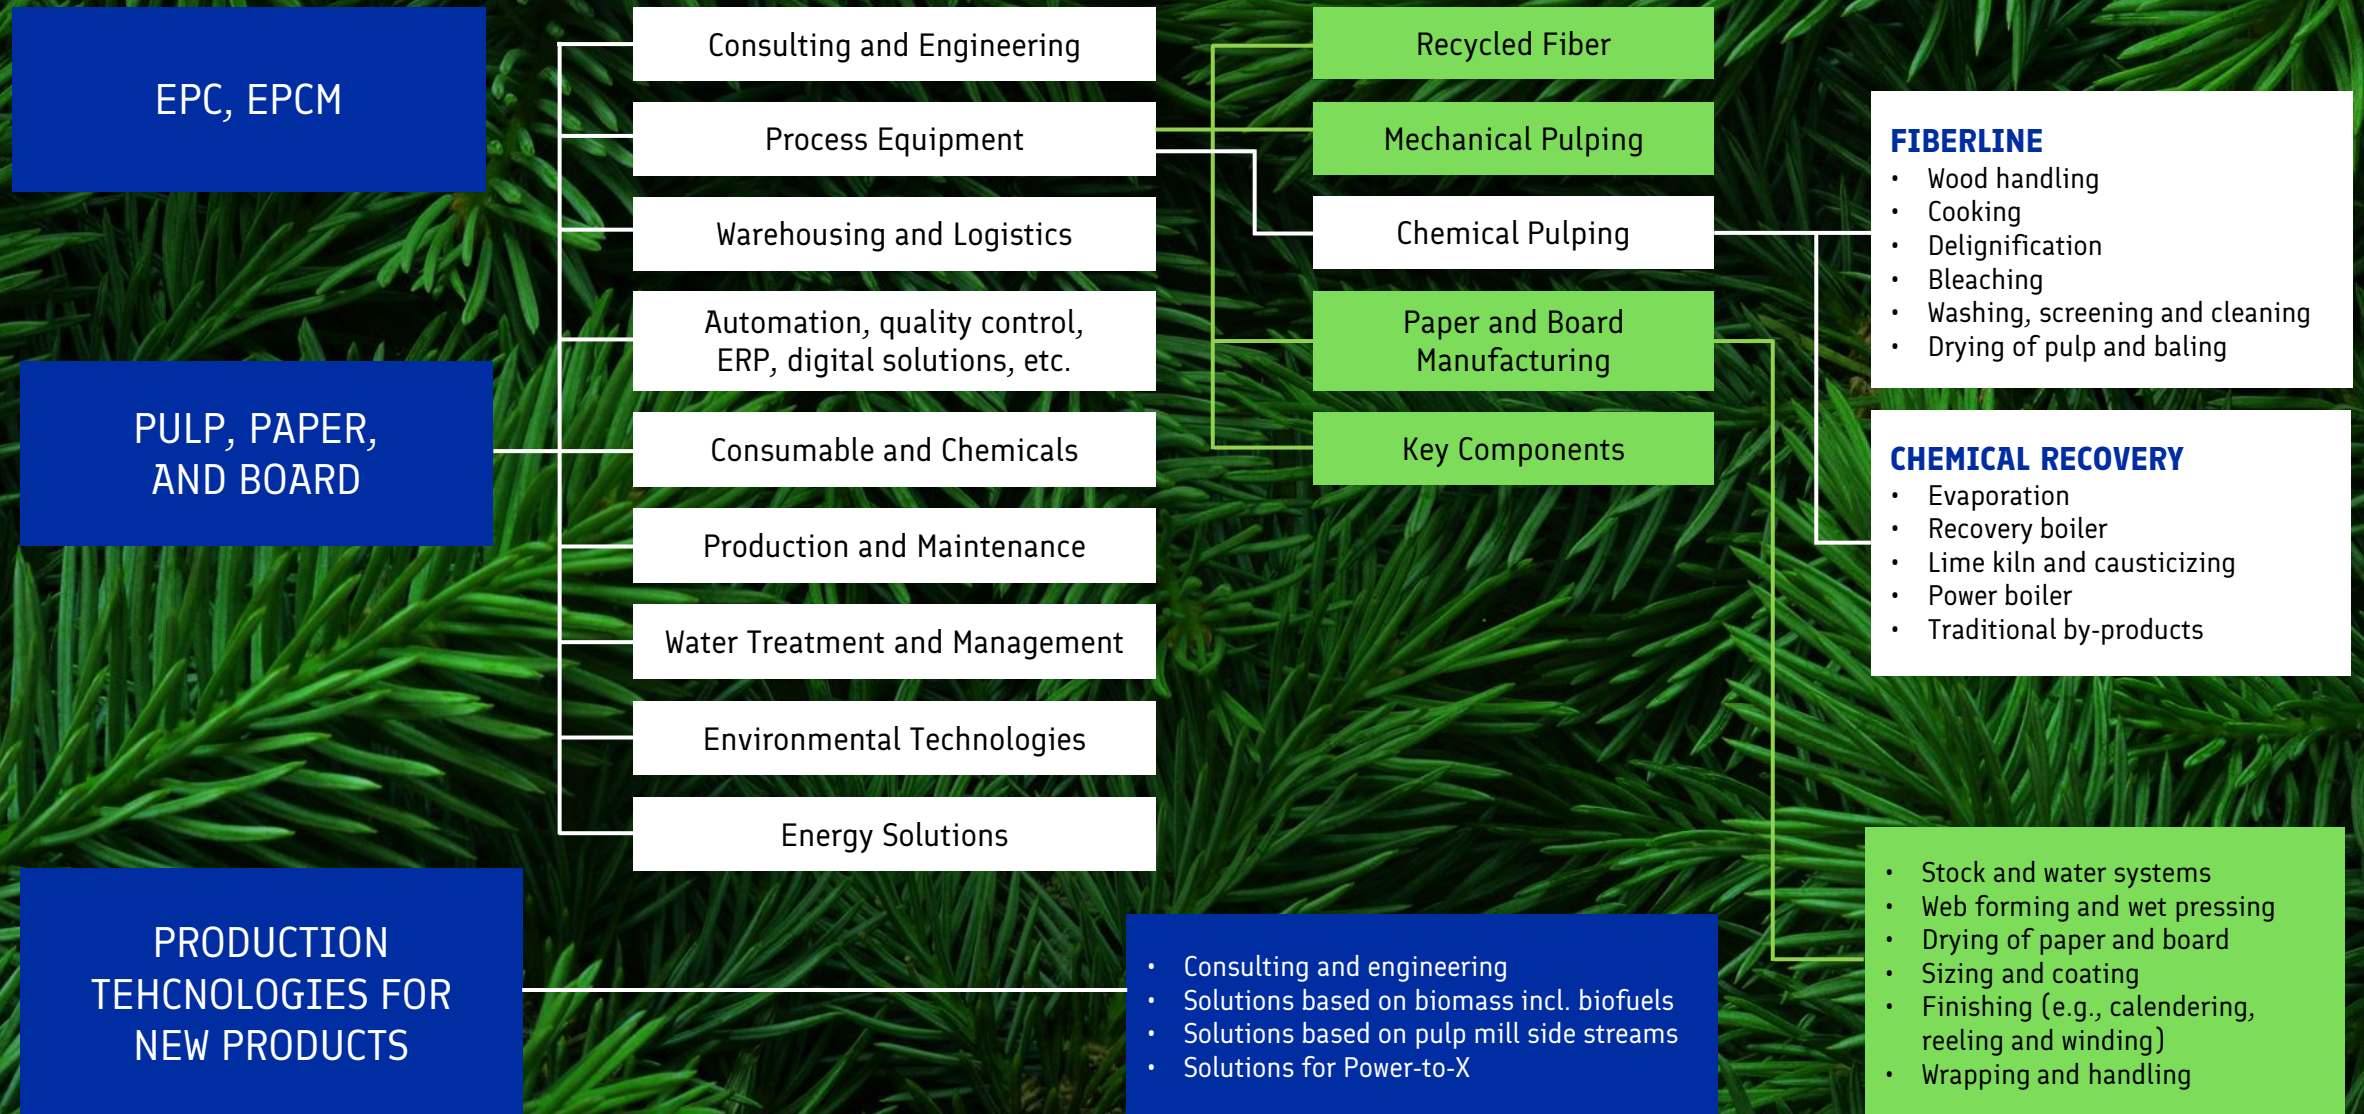 EPC, EPCM
PULP, PAPER,
AND BOARD
PRODUCTION
TEHCNOLOGIES FOR
NEW PRODUCTS
Consulting and Engineering
Process Equipment
Warehousing and Logistics
Automation, quality control,
ERP, digital solutions, etc.
Consumable and Chemicals
Production and Maintenance
Water Treatment and Management
Environmental Technologies
Energy Solutions
Recycled Fiber
Mechanical Pulping
Chemical Pulping
Paper and Board
Manufacturing
Key Components
FIBERLINE
• Wood handling
• Cooking
• Delignification
• Bleaching
• Washing, screening and cleaning
• Drying of pulp and baling
CHEMICAL RECOVERY
• Evaporation
• Recovery boiler
• Lime kiln and causticizing
• Power boiler
• Traditional by-products
• Stock and water systems
• Web forming and wet pressing
• Drying of paper and board
• Sizing and coating
• Finishing (e.g., calendering,
reeling and winding)
• Wrapping and handling
• Consulting and engineering
• Solutions based on biomass incl. biofuels
• Solutions based on pulp mill side streams
• Solutions for Power-to-X